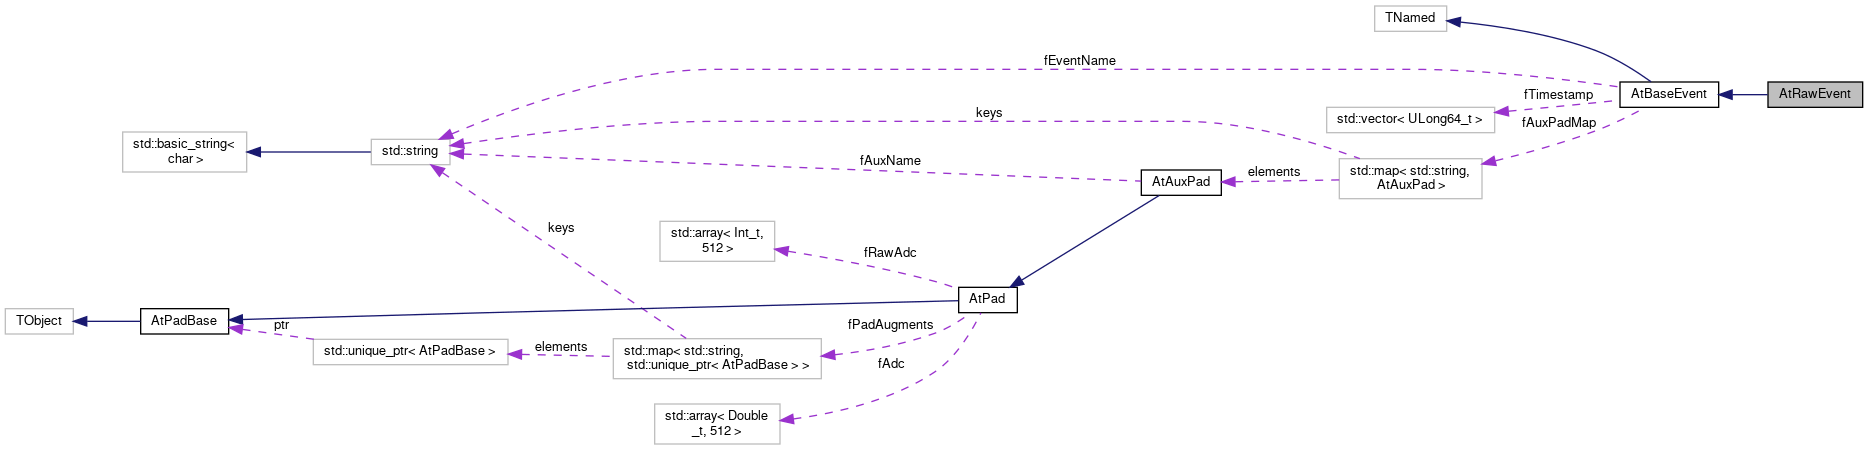 TNamed
fEventName
AtBaseEvent
AtRawEvent
fTimestamp
keys
std::vector< ULong64_t >
fAuxPadMap
std::basic_string<
char >
std::string
fAuxName
AtAuxPad
elements
std::map< std::string,
AtAuxPad >
keys
std::array< Int_t,
512 >
fRawAdc
AtPad
TObject
AtPadBase
ptr
fPadAugments
std::unique_ptr< AtPadBase >
elements
std::map< std::string,
std::unique_ptr< AtPadBase > >
fAdc
std::array< Double
_t, 512 >